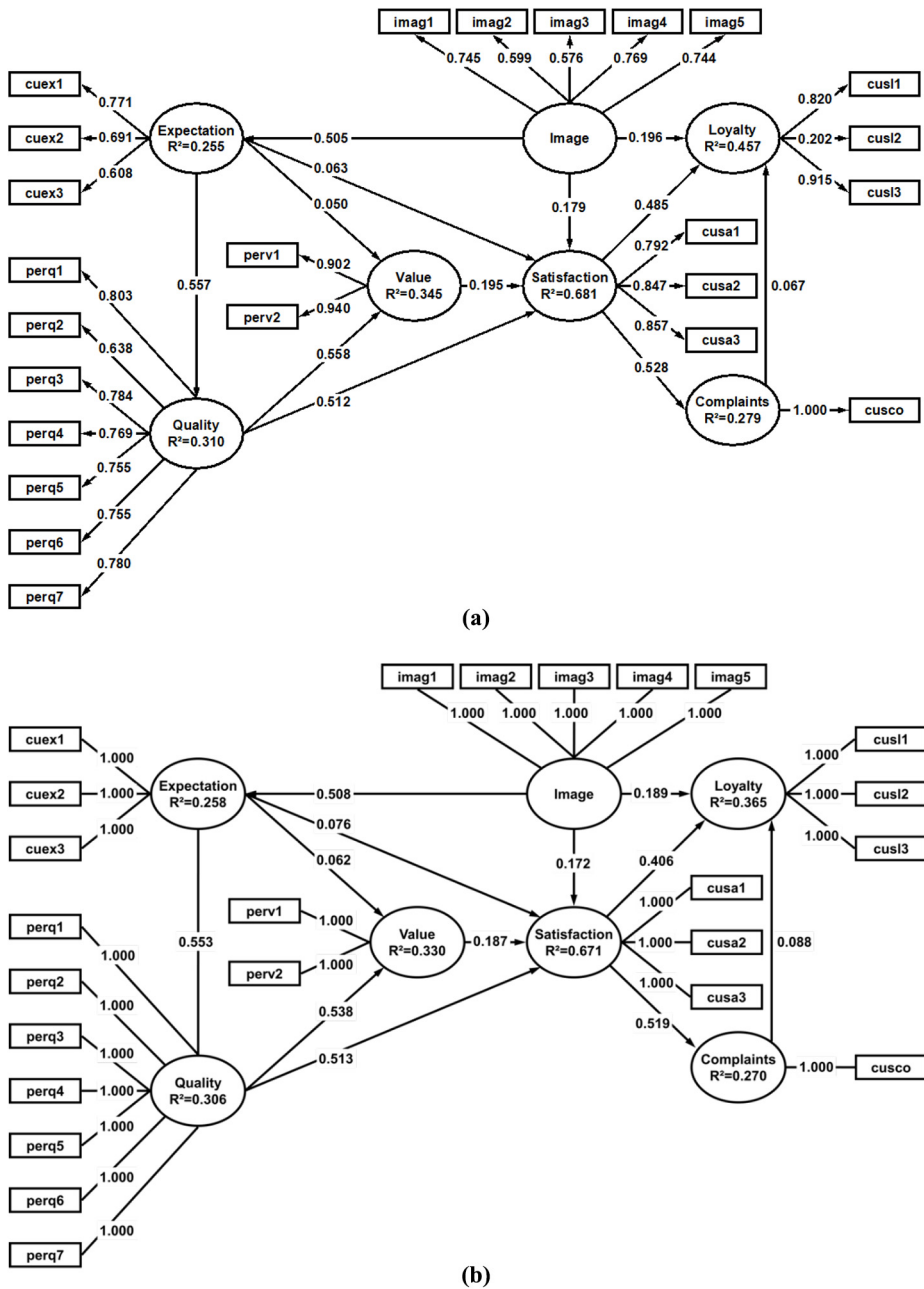 imag1 imag2 imag3 imag4 imag5
0.745 0.599 0.576 0.769 0.744
cuex1
cuex2
cuex3
0.771
0.691
0.608
Expectation
R²=0.255
0.505
Image
0.196
Loyalty
R²=0.457
0.820
0.202
0.915
cusl1
cusl2
cusl3
0.063
0.050
0.179
0.485
0.557
perv1
perv2
0.902
0.940
Value
R²=0.345
0.195
Satisfaction
R²=0.681
0.792
0.847
0.857
cusa1
cusa2
cusa3
0.067
0.558
0.512
0.528
perq1
perq2
perq3
perq4
perq5
perq6
perq7
0.803
0.638
0.784
0.769
0.755
0.755
0.780
Quality
R²=0.310
Complaints
R²=0.279
1.000
cusco
(a)
imag1 imag2 imag3 imag4 imag5
1.000 1.000 1.000 1.000 1.000
cuex1
cuex2
cuex3
1.000
1.000
1.000
Expectation
R²=0.258
0.508
Image
0.189
Loyalty
R²=0.365
1.000
1.000
1.000
cusl1
cusl2
cusl3
0.076
0.062
0.172
0.406
0.553
perv1
perv2
1.000
1.000
Value
R²=0.330
0.187
Satisfaction
R²=0.671
1.000
1.000
1.000
cusa1
cusa2
cusa3
0.088
0.538
0.513
0.519
perq1
perq2
perq3
perq4
perq5
perq6
perq7
1.000
1.000
1.000
1.000
1.000
1.000
1.000
Quality
R²=0.306
Complaints
R²=0.270
1.000
cusco
(b)